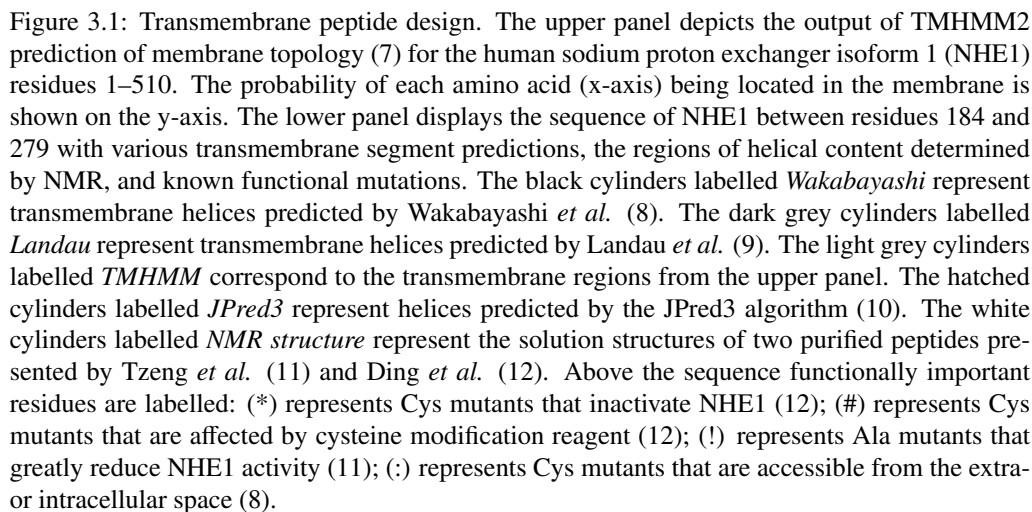 Figure 3.1: Transmembrane peptide design. The upper panel depicts the output of TMHMM2
prediction of membrane topology (7) for the human sodium proton exchanger isoform 1 (NHE1)
residues 1–510. The probability of each amino acid (x-axis) being located in the membrane is
shown on the y-axis. The lower panel displays the sequence of NHE1 between residues 184 and
279 with various transmembrane segment predictions, the regions of helical content determined
by NMR, and known functional mutations. The black cylinders labelled Wakabayashi represent
transmembrane helices predicted by Wakabayashi et al. (8). The dark grey cylinders labelled
Landau represent transmembrane helices predicted by Landau et al. (9). The light grey cylinders
labelled TMHMM correspond to the transmembrane regions from the upper panel. The hatched
cylinders labelled JPred3 represent helices predicted by the JPred3 algorithm (10). The white
cylinders labelled NMR structure represent the solution structures of two purified peptides pre-
sented by Tzeng et al. (11) and Ding et al. (12). Above the sequence functionally important
residues are labelled: (*) represents Cys mutants that inactivate NHE1 (12); (#) represents Cys
mutants that are affected by cysteine modification reagent (12); (!) represents Ala mutants that
greatly reduce NHE1 activity (11); (:) represents Cys mutants that are accessible from the extra-
or intracellular space (8).